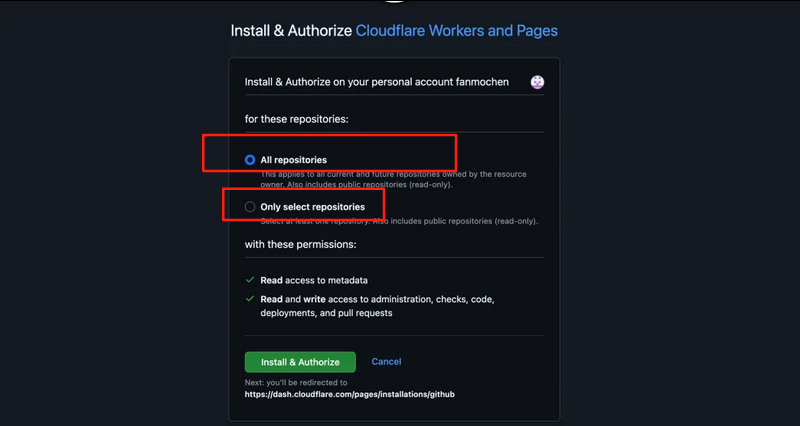 Install & Authorize Cloudflare Workers and Pages
Install & Authorize on your personal account fanmochen
for these repositories:
All repositories
This applies to all current and future repositories owned by the resource
owner. Also includes public repositories (read-only).
Only select repositories
Select at least one repository. Also includes public repositories (read-only).
with these permissions:
Read access to metadata
Read and write access to administration, checks, code,
deployments, and pull requests
Install & Authorize
Cancel
Next: you'll be redirected to
https://dash.cloudflare.com/pages/installations/github